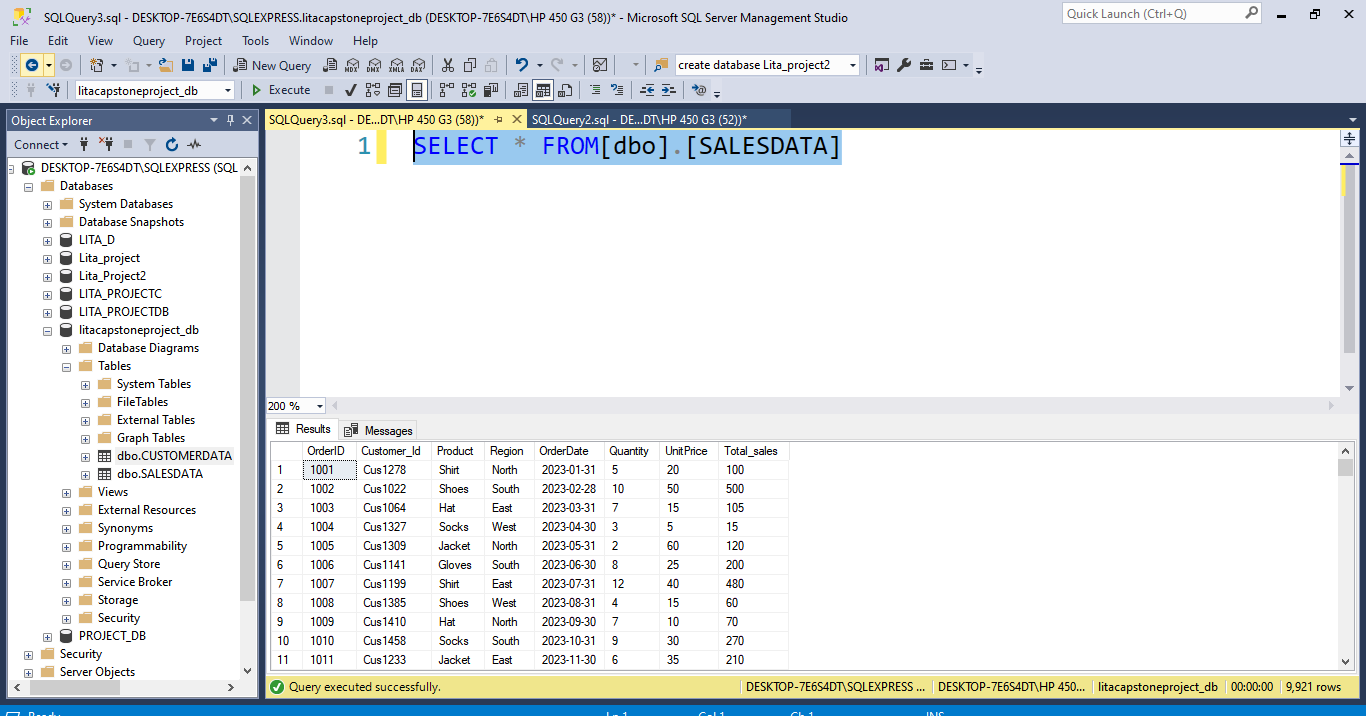 SQLQuery3.sql - DESKTOP-7E6S4DT\SQLEXPRESS.litacapstoneproject_db (DESKTOP-7E6S4DT\HP 450 G3 (58))* - Microsoft SQL Server Management Studio
Quick Launch (Ctrl+Q)
File Edit View Query Project Tools Window Help
New Query MDX DMX XMLA DAX create database Lita_project2
litacapstoneproject_db Execute
Object Explorer
SQLQuery3.sql - DE...DT\HP 450 G3 (58))* SQLQuery2.sql - DE...DT\HP 450 G3 (52))*
Connect
1 SELECT * FROM[dbo].[SALESDATA]
DESKTOP-7E6S4DT\SQLEXPRESS (SQL
Databases
System Databases
Database Snapshots
LITA_D
Lita_project
Lita_Project2
LITA_PROJECTC
LITA_PROJECTDB
litacapstoneproject_db
Database Diagrams
Tables
System Tables
FileTables
External Tables
Graph Tables
dbo.CUSTOMERDATA
dbo.SALESDATA
Views
External Resources
Synonyms
Programmability
Query Store
Service Broker
Storage
Security
PROJECT_DB
Security
Server Objects
200 %
Results Messages
OrderID Customer_Id Product Region OrderDate Quantity UnitPrice Total_sales
1 1001 Cus1278 Shirt North 2023-01-31 5 20 100
2 1002 Cus1022 Shoes South 2023-02-28 10 50 500
3 1003 Cus1064 Hat East 2023-03-31 7 15 105
4 1004 Cus1327 Socks West 2023-04-30 3 5 15
5 1005 Cus1309 Jacket North 2023-05-31 2 60 120
6 1006 Cus1141 Gloves South 2023-06-30 8 25 200
7 1007 Cus1199 Shirt East 2023-07-31 12 40 480
8 1008 Cus1385 Shoes West 2023-08-31 4 15 60
9 1009 Cus1410 Hat North 2023-09-30 7 10 70
10 1010 Cus1458 Socks South 2023-10-31 9 30 270
11 1011 Cus1233 Jacket East 2023-11-30 6 35 210
Query executed successfully. DESKTOP-7E6S4DT\SQLEXPRESS ... DESKTOP-7E6S4DT\HP 450... litacapstoneproject_db 00:00:00 9,921 rows
Ready Ln 1 Col 1 Ch 1 INS